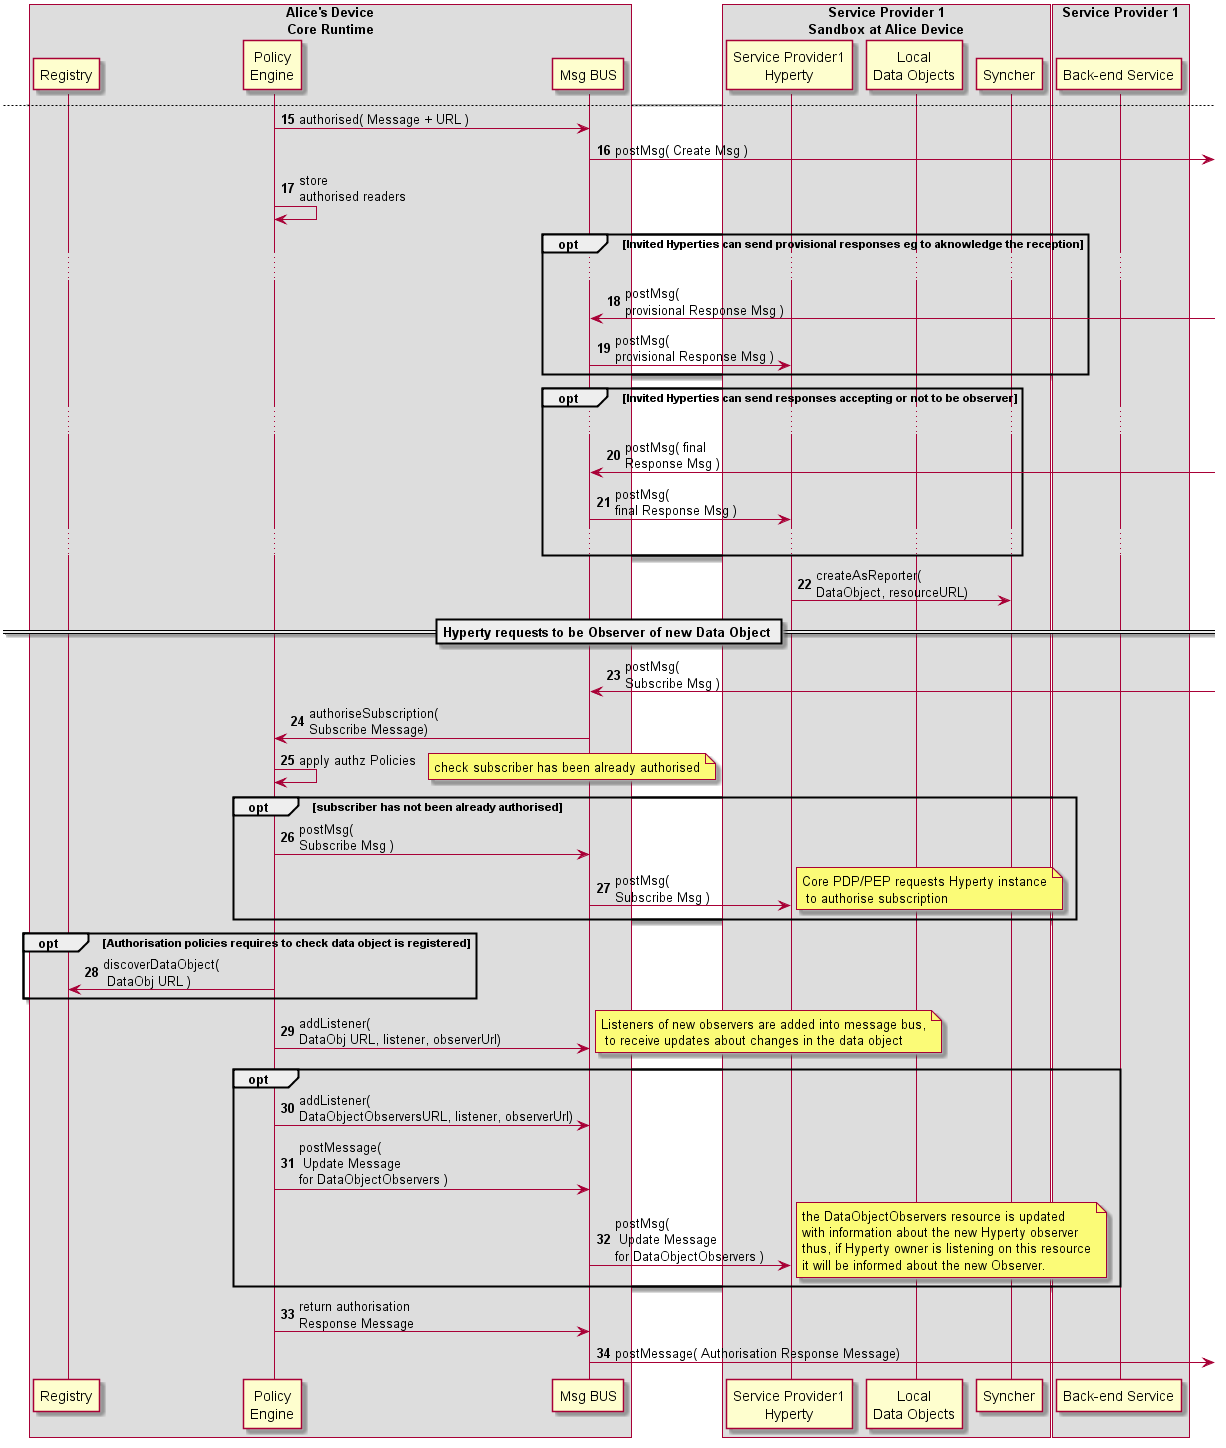 Alice's Device
Core Runtime
Service Provider 1
Sandbox at Alice Device
Service Provider 1
Registry
Policy
Engine
Msg BUS
Service Provider1
Hyperty
Local
Data Objects
Syncher
Back-end Service
15 authorised( Message + URL )
16 postMsg( Create Msg )
17 store
authorised readers
opt [Invited Hyperties can send provisional responses eg to aknowledge the reception]
18 postMsg(
provisional Response Msg )
19 postMsg(
provisional Response Msg )
opt [Invited Hyperties can send responses accepting or not to be observer]
20 postMsg( final
Response Msg )
21 postMsg(
final Response Msg )
22 createAsReporter(
DataObject, resourceURL)
Hyperty requests to be Observer of new Data Object
23 postMsg(
Subscribe Msg )
24 authoriseSubscription(
Subscribe Message)
25 apply authz Policies
check subscriber has been already authorised
opt [subscriber has not been already authorised]
26 postMsg(
Subscribe Msg )
27 postMsg(
Subscribe Msg )
Core PDP/PEP requests Hyperty instance
to authorise subscription
opt [Authorisation policies requires to check data object is registered]
28 discoverDataObject(
DataObj URL )
29 addListener(
DataObj URL, listener, observerUrl)
Listeners of new observers are added into message bus,
to receive updates about changes in the data object
opt
30 addListener(
DataObjectObserversURL, listener, observerUrl)
31 postMessage(
Update Message
for DataObjectObservers )
32 postMsg(
Update Message
for DataObjectObservers )
the DataObjectObservers resource is updated
with information about the new Hyperty observer
thus, if Hyperty owner is listening on this resource
it will be informed about the new Observer.
33 return authorisation
Response Message
34 postMessage( Authorisation Response Message)
Registry
Policy
Engine
Msg BUS
Service Provider1
Hyperty
Local
Data Objects
Syncher
Back-end Service